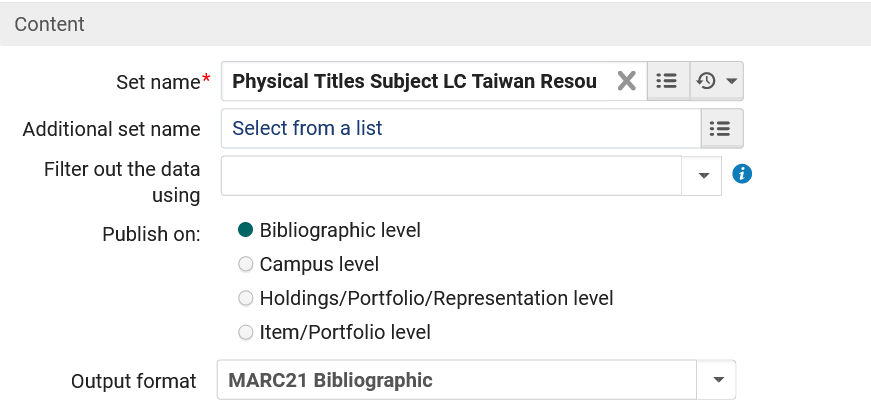 Content
Set name* Physical Titles Subject LC Taiwan Resou
Additional set name Select from a list
Filter out the data
using
Publish on: Bibliographic level
Campus level
Holdings/Portfolio/Representation level
Item/Portfolio level
Output format MARC21 Bibliographic